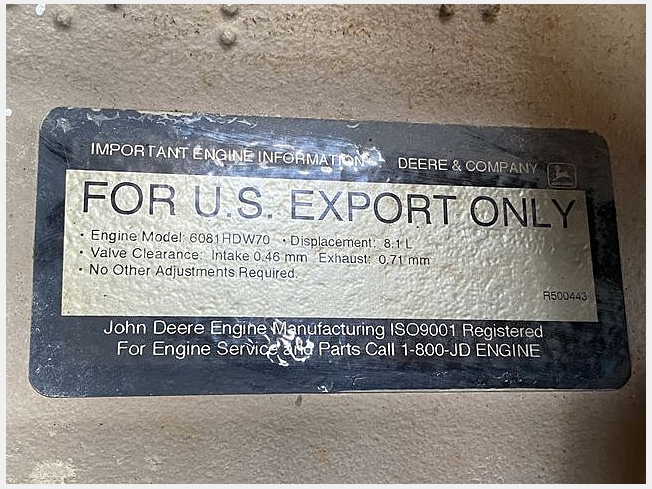 IMPORTANT ENGINE INFORMATION DEERE & COMPANY
FOR U.S. EXPORT ONLY
• Engine Model: 6081HDW70 • Displacement: 8.1 L
• Valve Clearance: Intake 0.46 mm Exhaust: 0.71 mm
• No Other Adjustments Required.
R500443
John Deere Engine Manufacturing ISO9001 Registered
For Engine Service and Parts Call 1-800-JD ENGINE